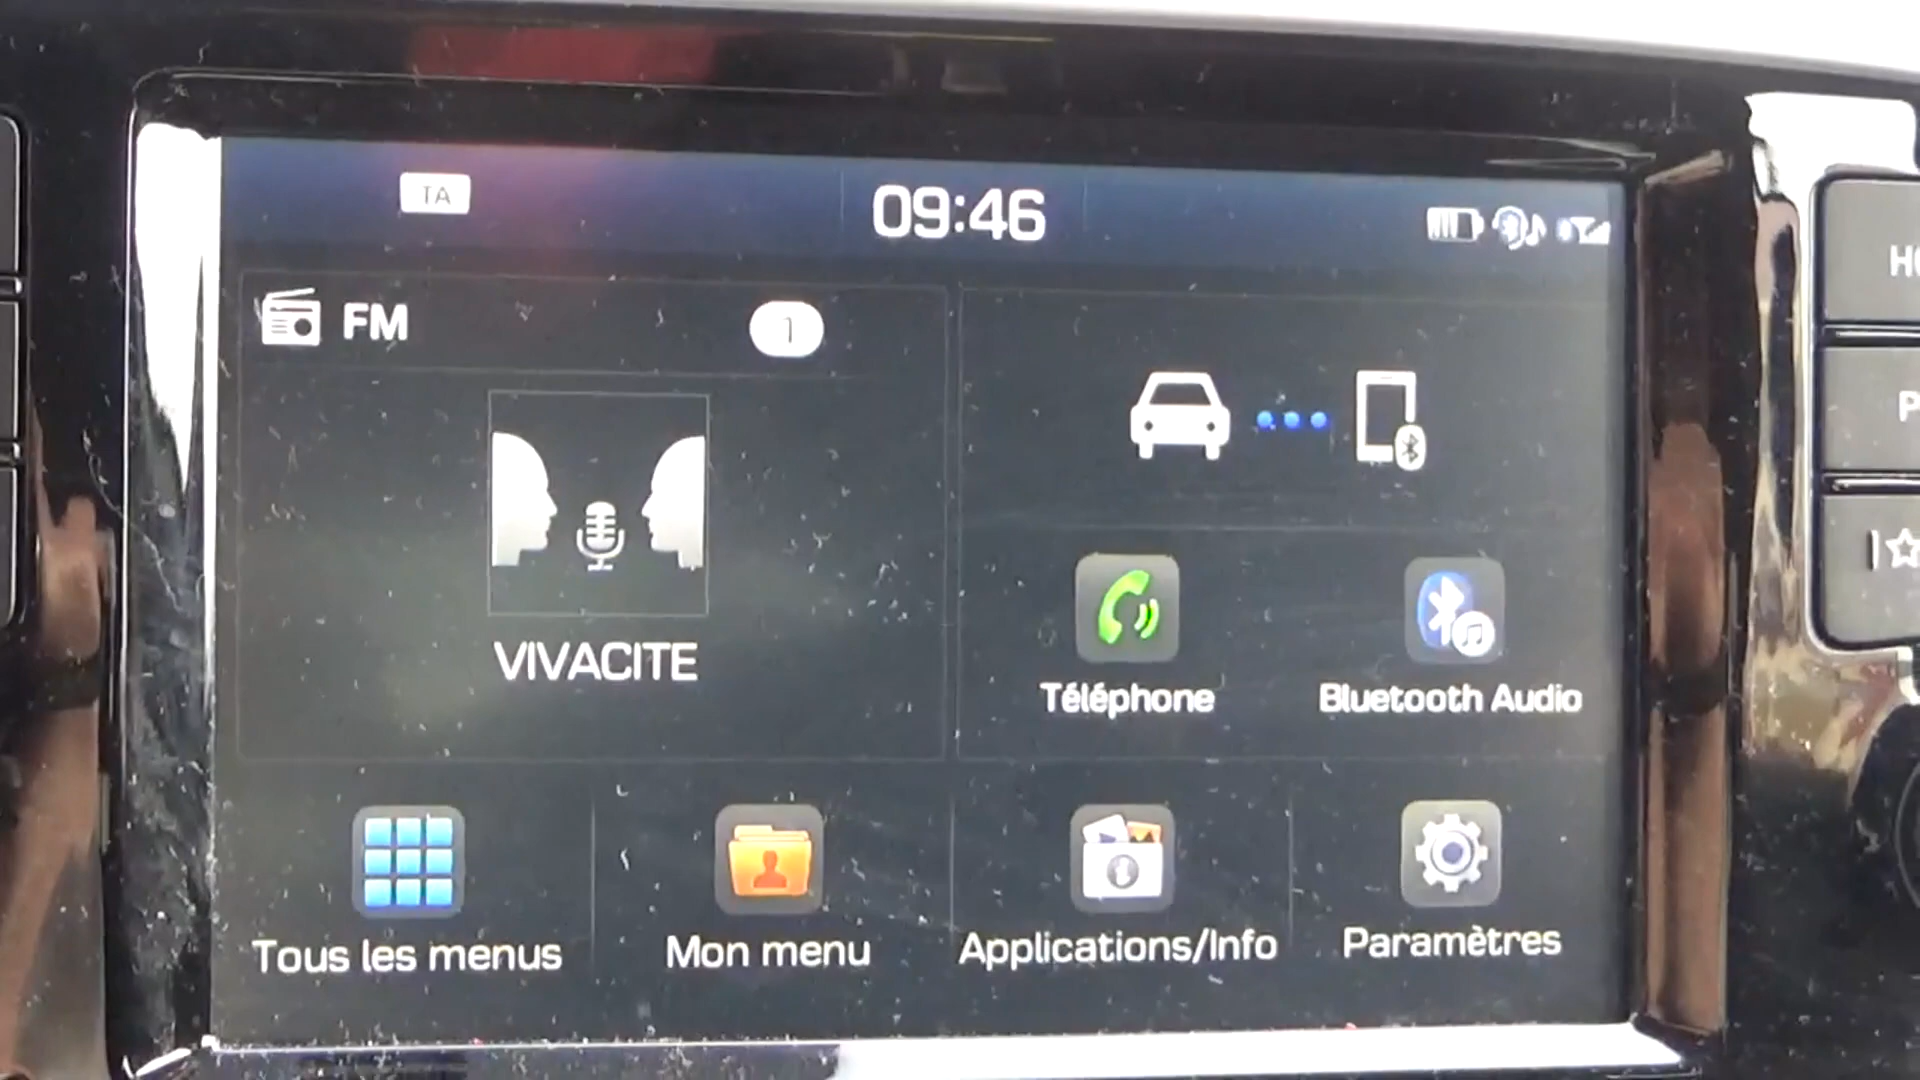 TA
09:46
FM
1
VIVACITE
Téléphone
Bluetooth Audio
Tous les menus
Mon menu
Applications/Info
Paramètres